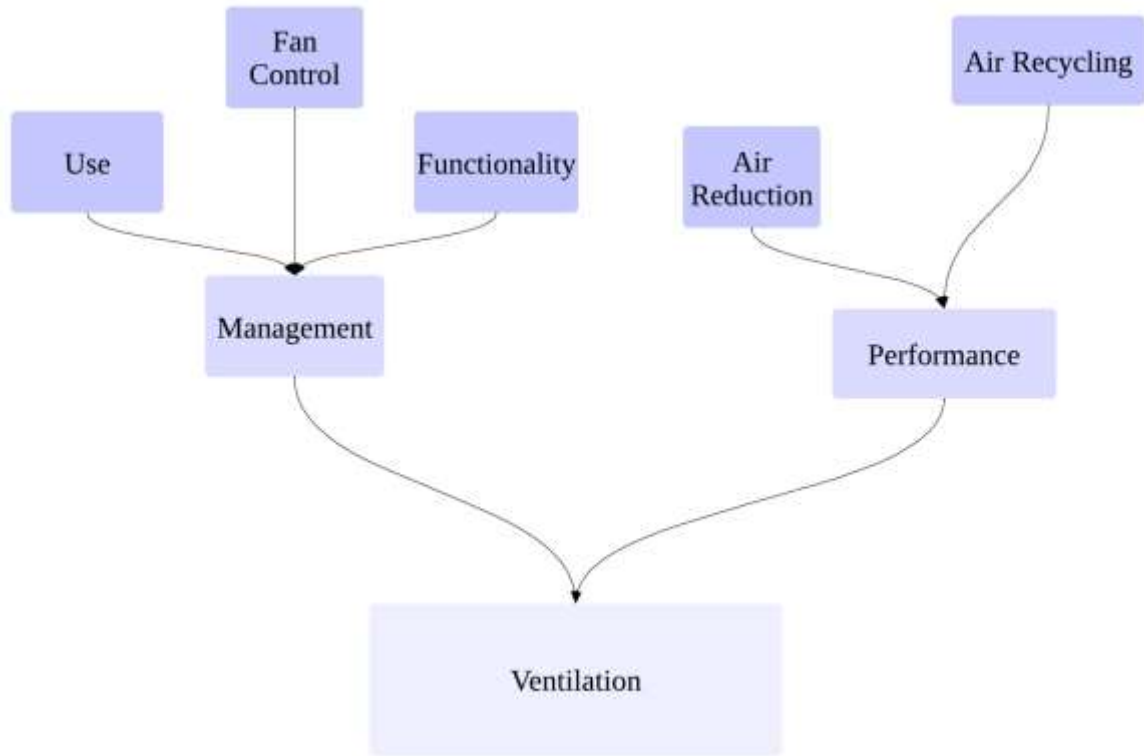 Fan
Control
Air Recycling
Use
Functionality
Air
Reduction
Management
Performance
Ventilation